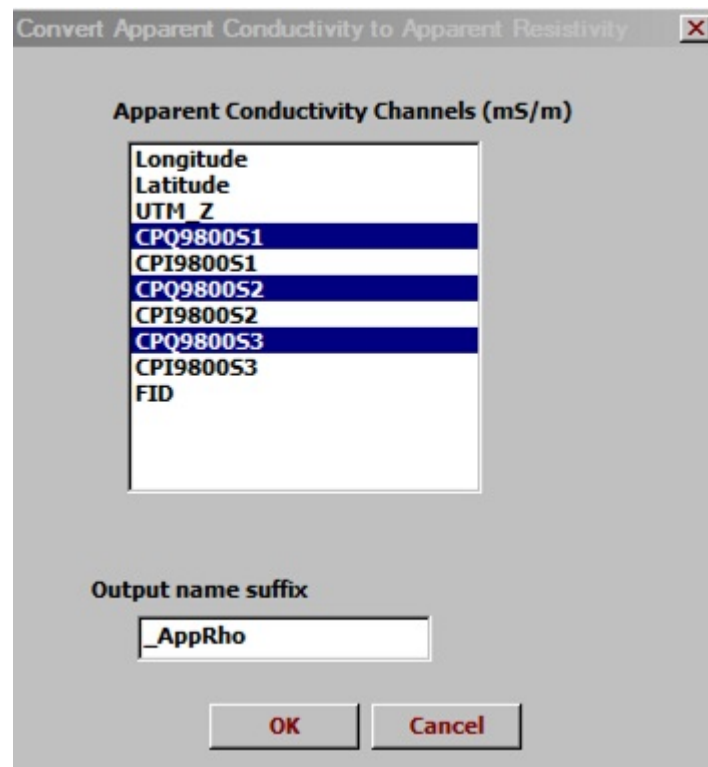 Convert Apparent Conductivity to Apparent Resistivity
Apparent Conductivity Channels (mS/m)
Longitude
Latitude
UTM_Z
CPQ9800S1
CPI9800S1
CPQ9800S2
CPI9800S2
CPQ9800S3
CPI9800S3
FID
Output name suffix
_AppRho
OK Cancel